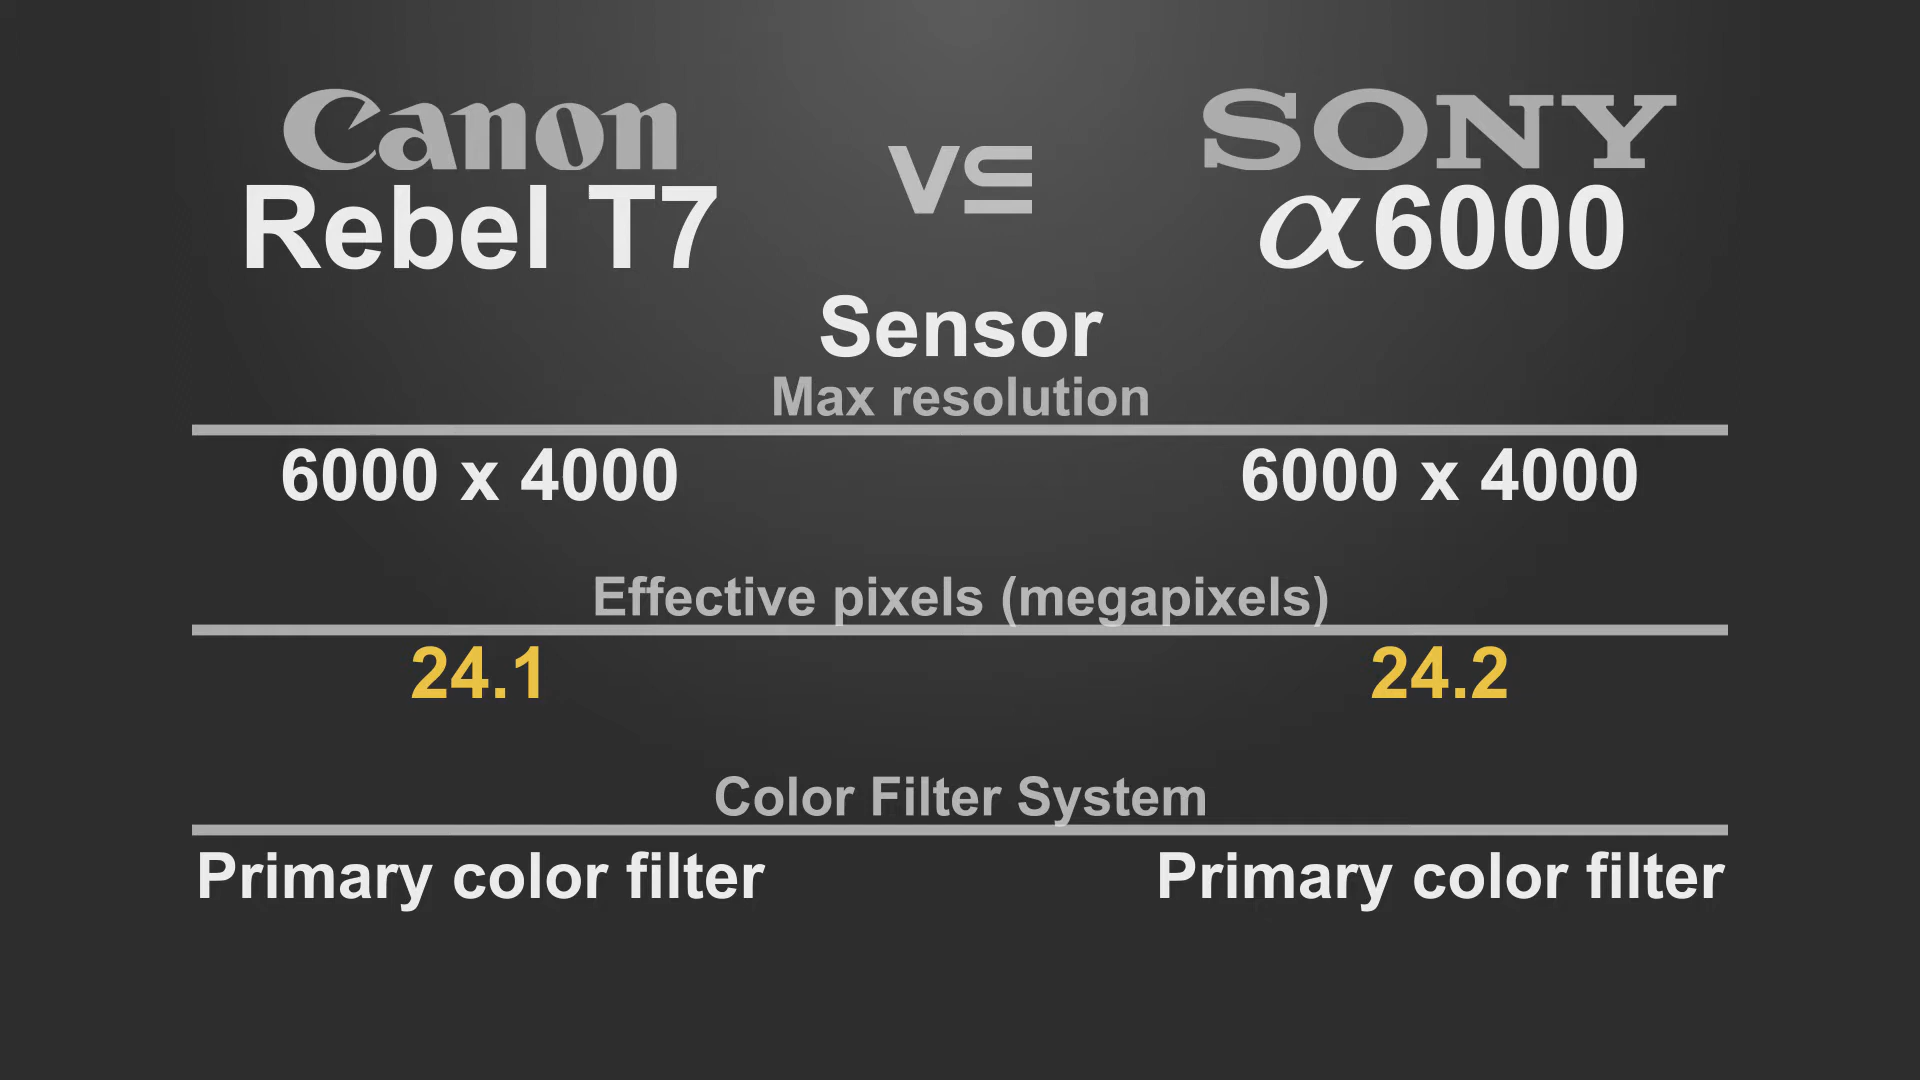 Canon VS SONY
Rebel T7 α6000
Sensor
Max resolution
6000 x 4000 6000 x 4000
Effective pixels (megapixels)
24.1 24.2
Color Filter System
Primary color filter Primary color filter